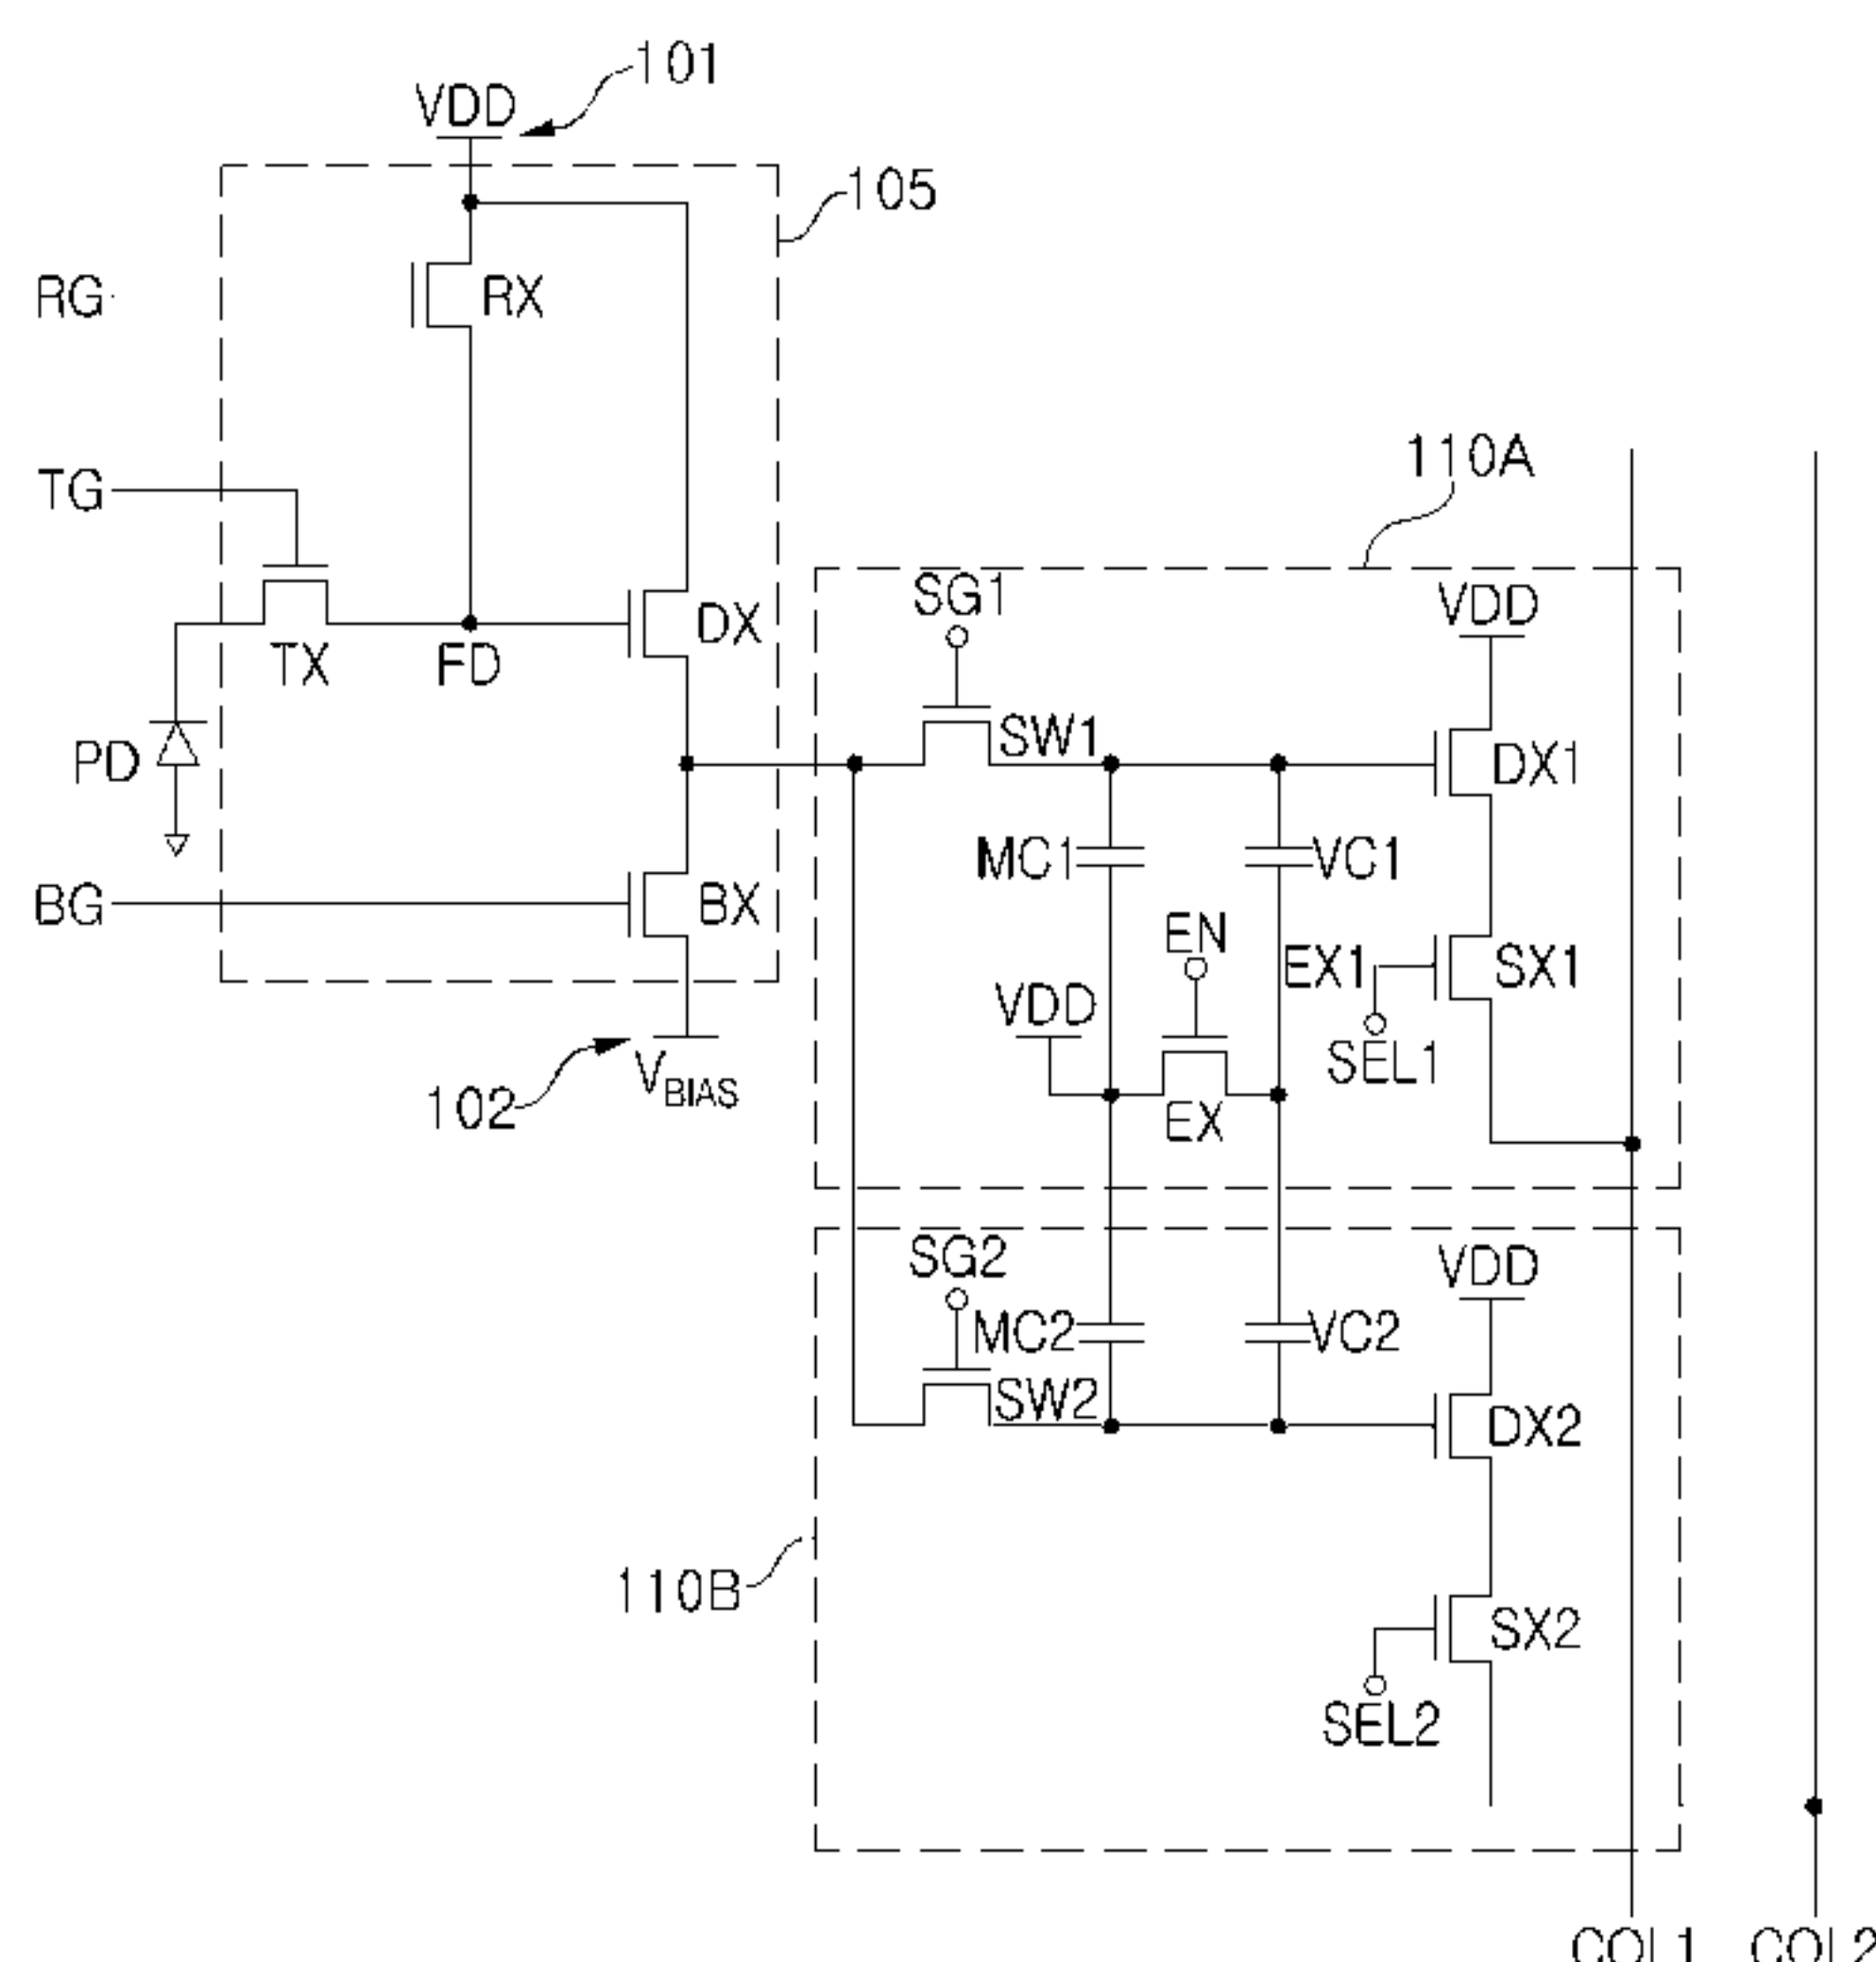 101
VDD
105
RG
RX
TG
110A
SG1
VDD
DX
TX
FD
SW1
DX1
PD
MC1
VC1
BG
BX
EN
EX1
SX1
VDD
SEL1
102
VBIAS
EX
SG2
VDD
MC2
VC2
SW2
DX2
110B
SX2
SEL2
COL1
COL2